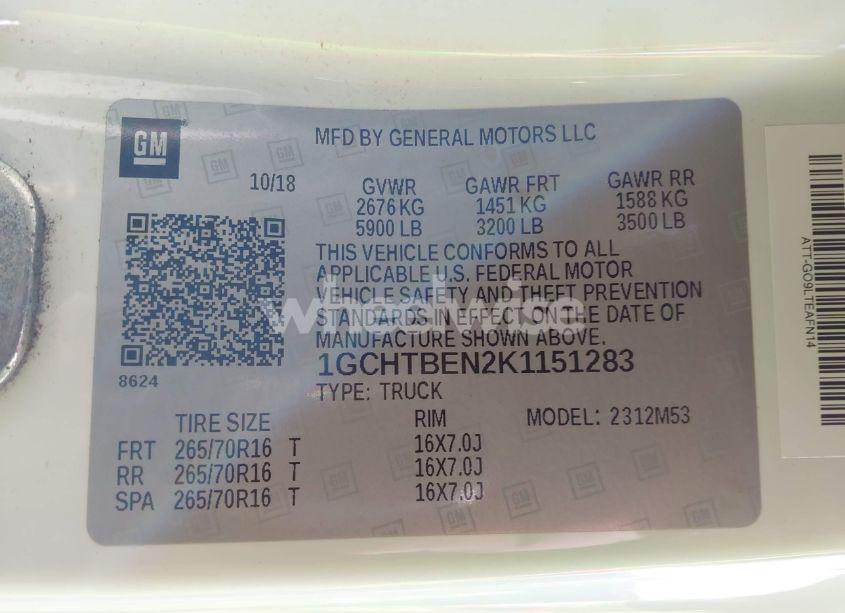 GM
MFD BY GENERAL MOTORS LLC
10/18
GVWR GAWR FRT GAWR RR
2676 KG 1451 KG 1588 KG
5900 LB 3200 LB 3500 LB
THIS VEHICLE CONFORMS TO ALL
APPLICABLE U.S. FEDERAL MOTOR
VEHICLE SAFETY AND THEFT PREVENTION
STANDARDS IN EFFECT ON THE DATE OF
MANUFACTURE SHOWN ABOVE.
8624
1GCHTBEN2K1151283
TYPE: TRUCK
TIRE SIZE RIM MODEL: 2312M53
FRT 265/70R16 T 16X7.0J
RR 265/70R16 T 16X7.0J
SPA 265/70R16 T 16X7.0J
ATT-GO9LTEAFN14
wheelwise